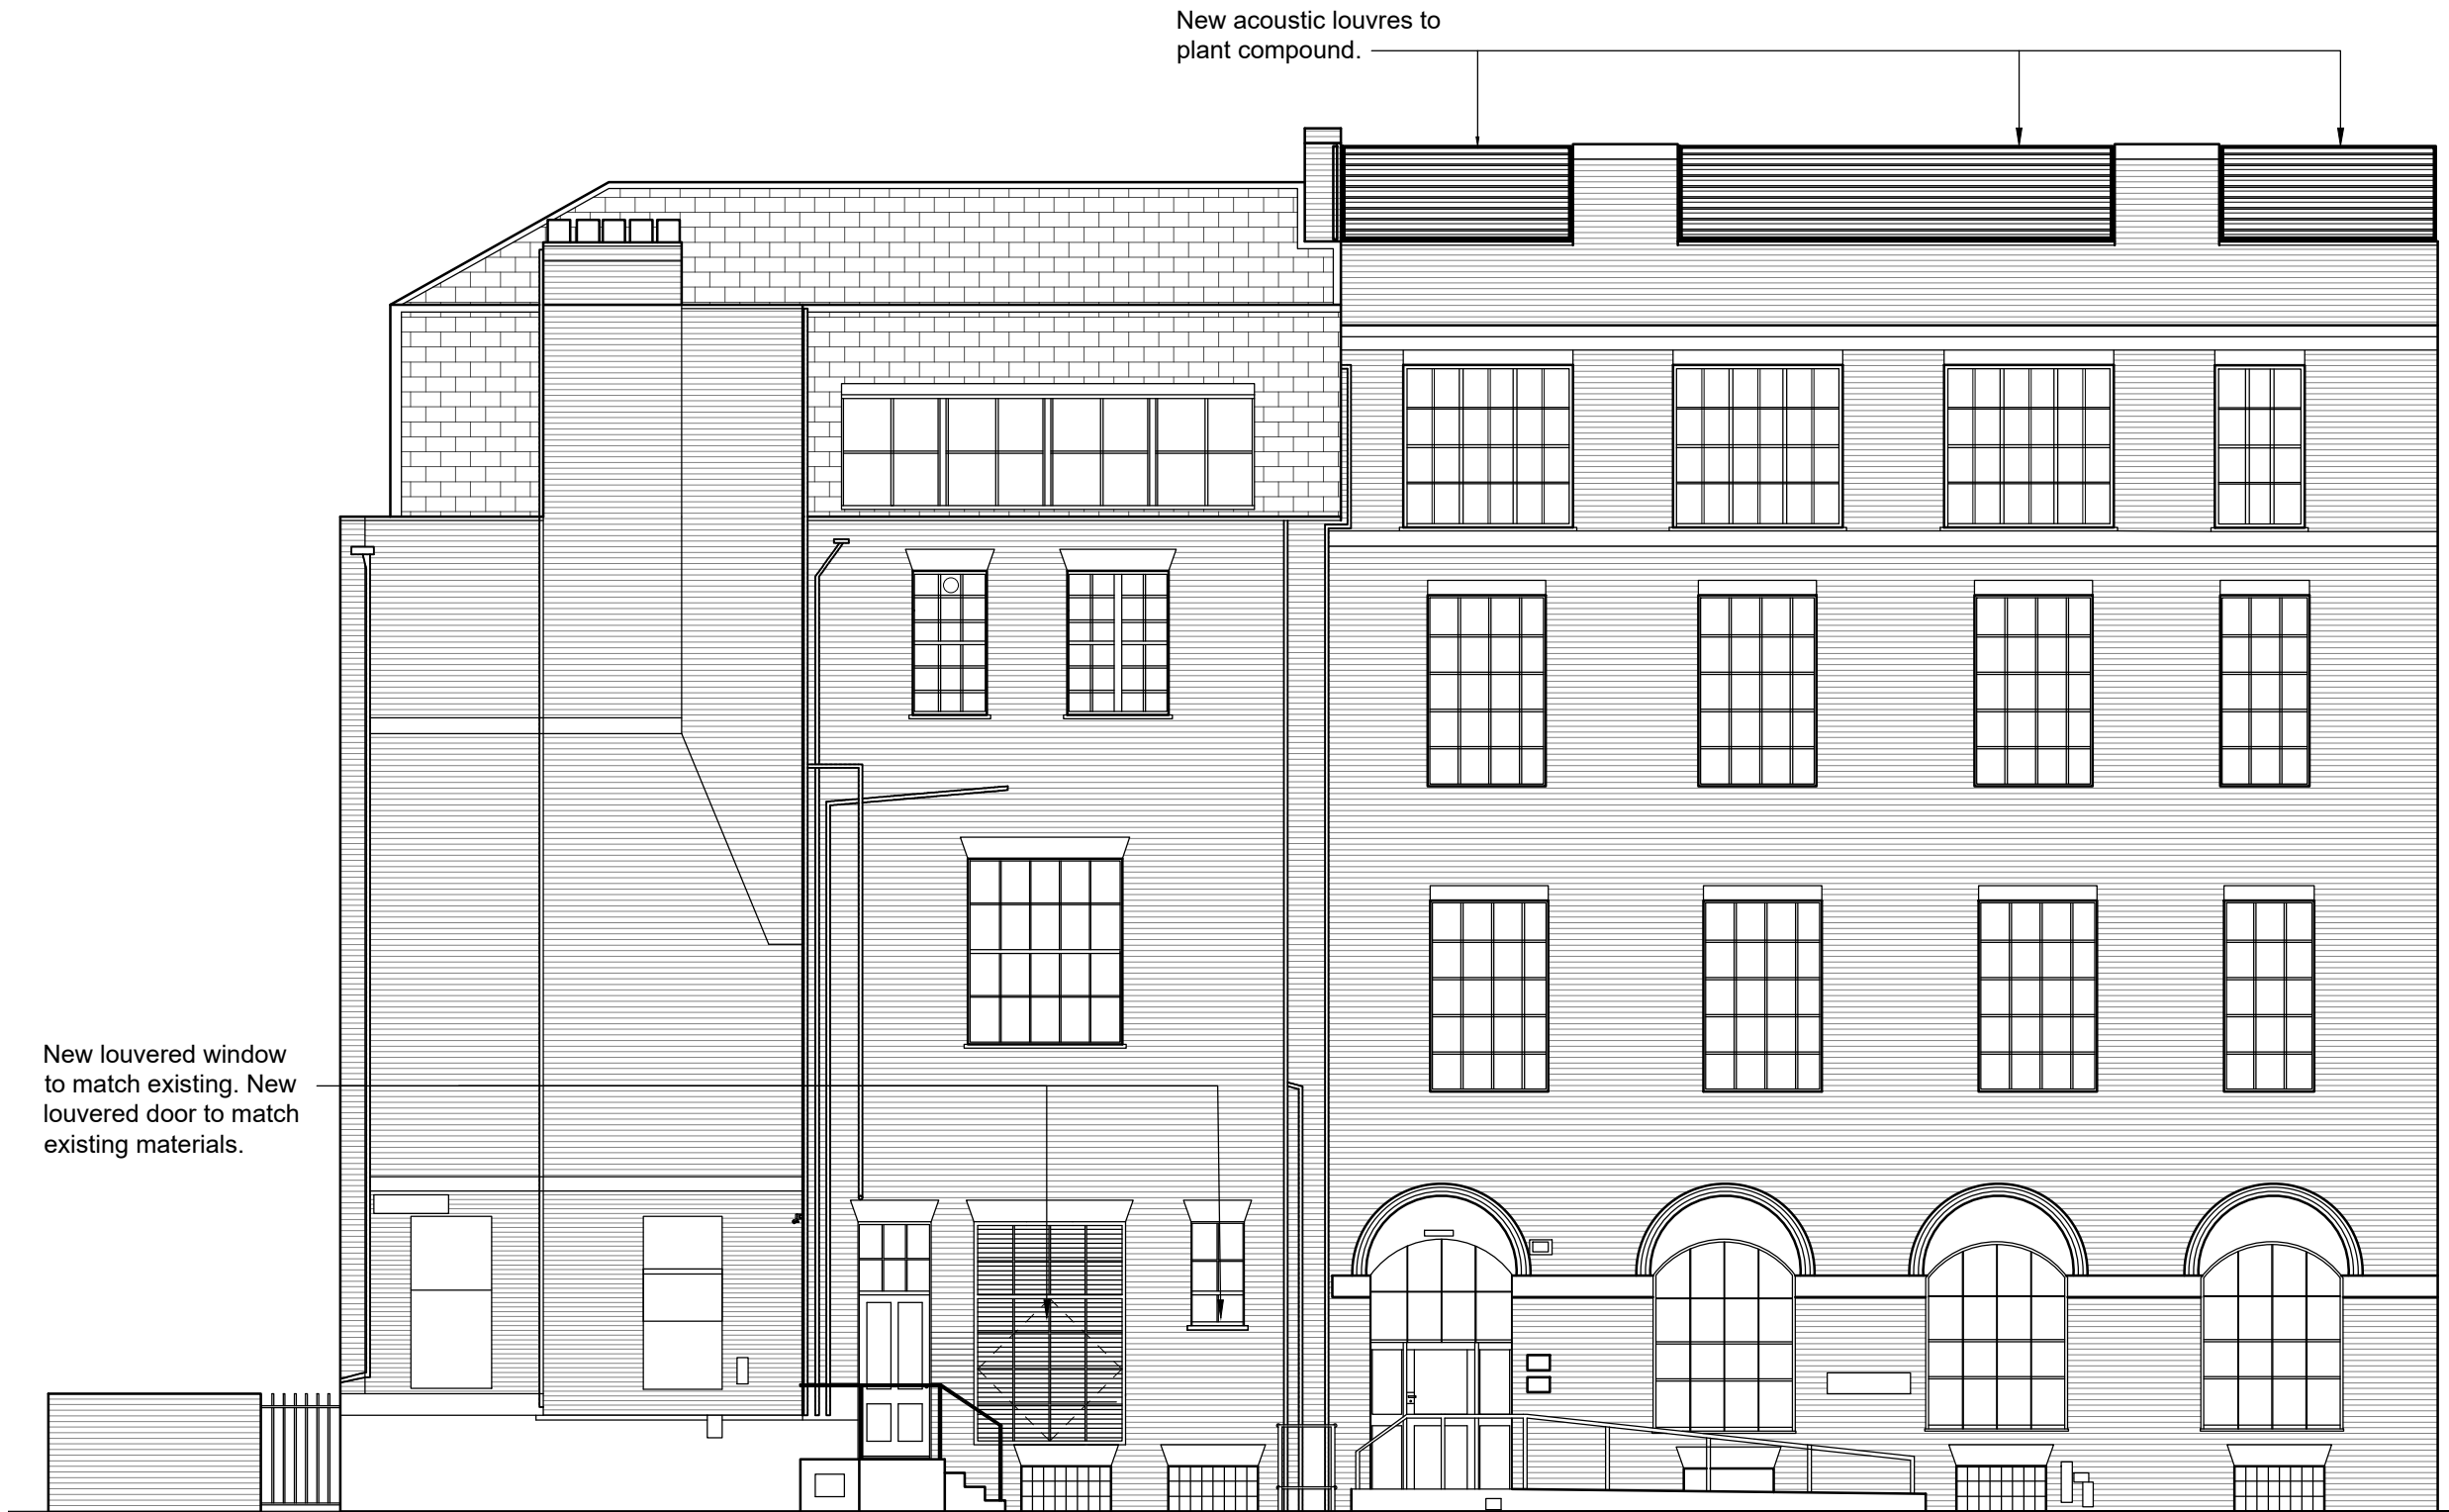 New acoustic louvres to
plant compound.
New louvered window
to match existing. New
louvered door to match
existing materials.